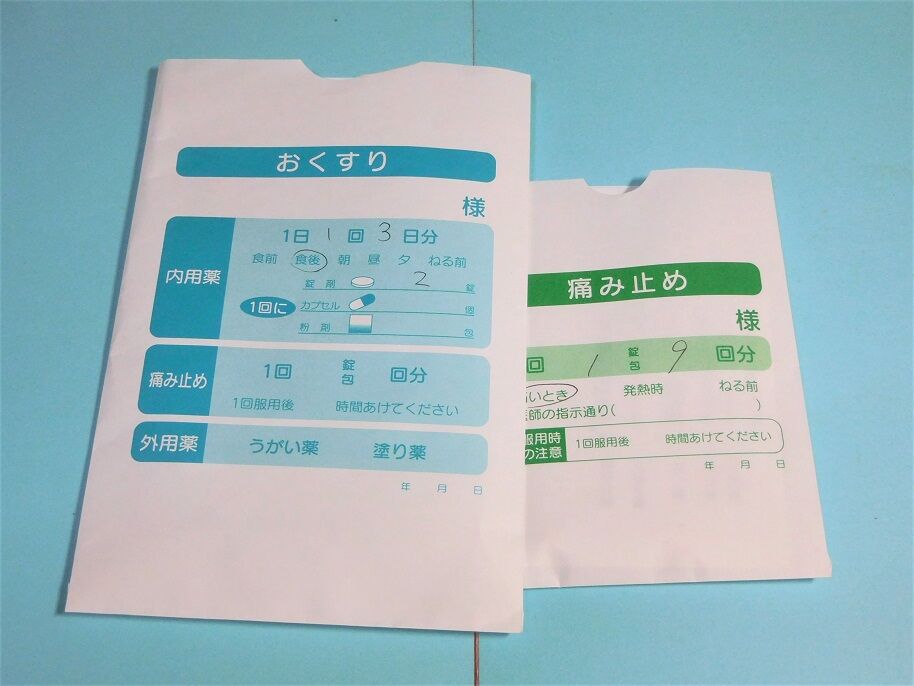 おくすり
様
内用薬
1日 1 回 3 日分
食前 食後 朝 昼 夕 ねる前
1回に
錠剤 2 錠
カプセル 個
粉剤 包
痛み止め
1回 錠 包 回分
1回服用後 時間あけてください
外用薬 うがい薬 塗り薬
年 月 日
痛み止め
様
回 1 錠 包 9 回分
いとき 発熱時 ねる前
師の指示通り( )
服用時
の注意
1回服用後 時間あけてください
年 月 日